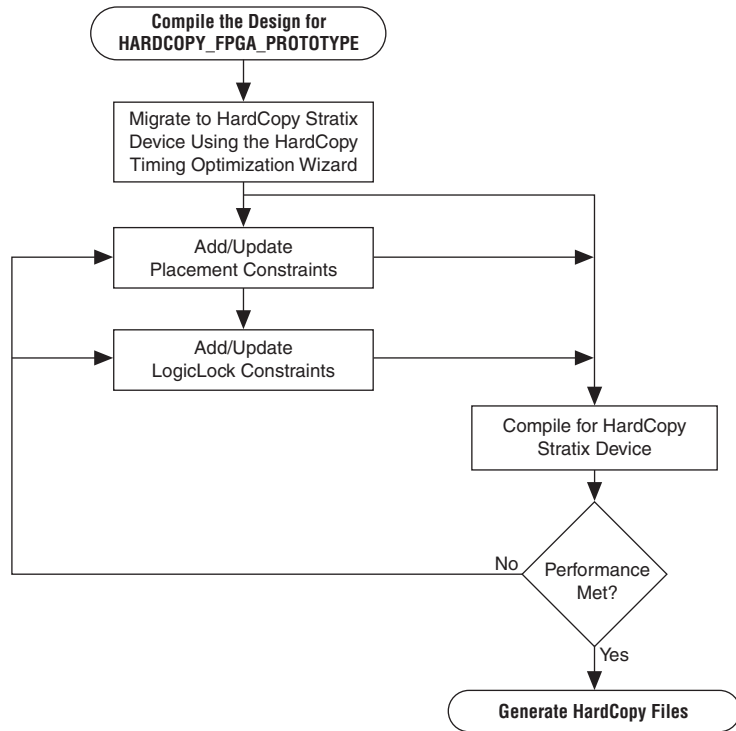 Compile the Design for
HARDCOPY_FPGA_PROTOTYPE
Migrate to HardCopy Stratix
Device Using the HardCopy
Timing Optimization Wizard
Add/Update
Placement Constraints
Add/Update
LogicLock Constraints
Compile for HardCopy
Stratix Device
No
Performance
Met?
Yes
Generate HardCopy Files